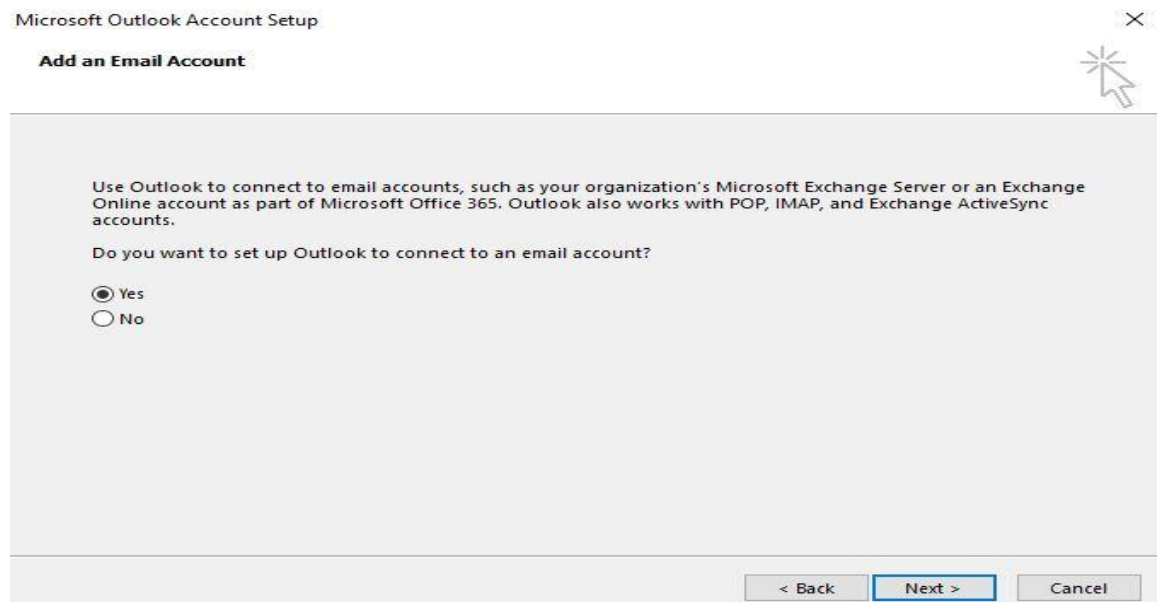 Microsoft Outlook Account Setup
Add an Email Account
Use Outlook to connect to email accounts, such as your organization's Microsoft Exchange Server or an Exchange
Online account as part of Microsoft Office 365. Outlook also works with POP, IMAP, and Exchange ActiveSync
accounts.
Do you want to set up Outlook to connect to an email account?
Yes
No
< Back Next > Cancel